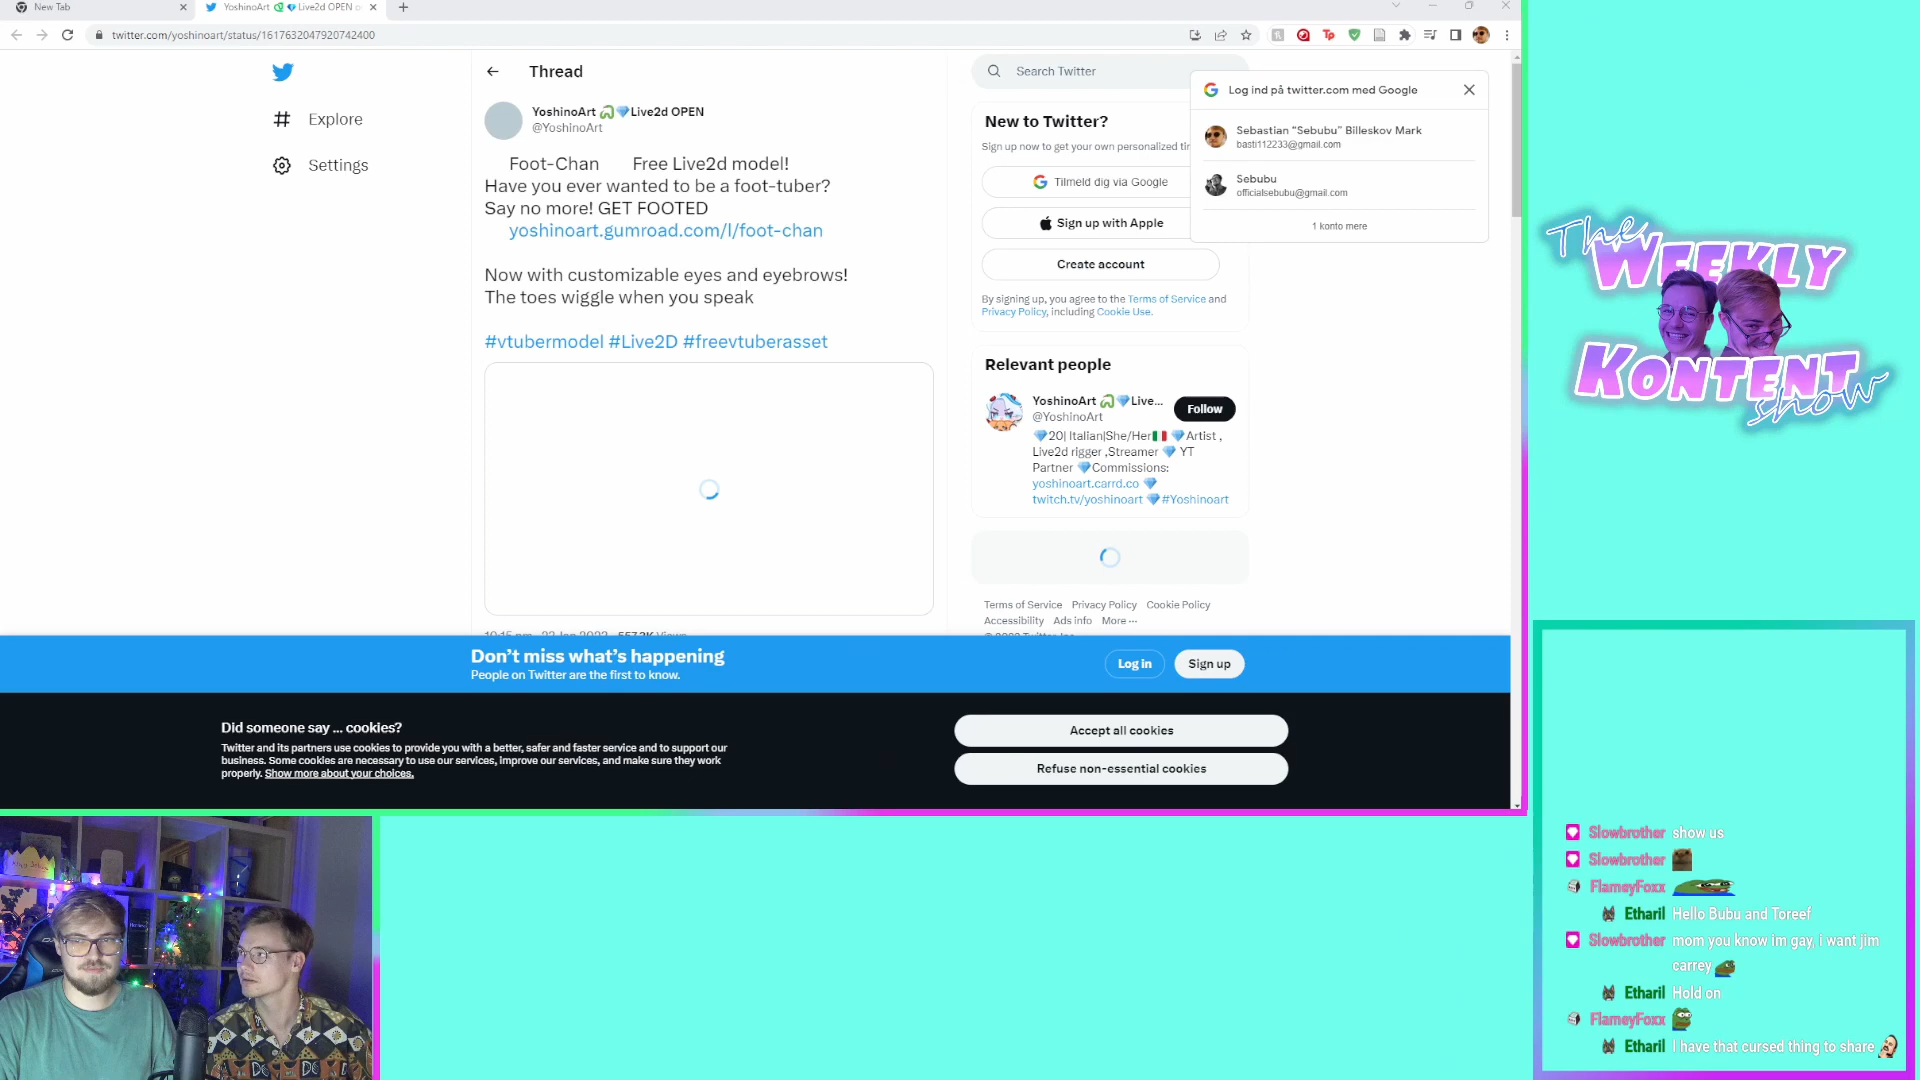 New Tab
YoshinoArt Live2d OPEN
twitter.com/yoshinoart/status/1617632047920742400
Explore
Settings
Thread
YoshinoArt Live2d OPEN
@YoshinoArt
Foot-Chan Free Live2d model!
Have you ever wanted to be a foot-tuber?
Say no more! GET FOOTED
yoshinoart.gumroad.com/l/foot-chan
Now with customizable eyes and eyebrows!
The toes wiggle when you speak
#vtubermodel #Live2D #freevtuberasset
10:15 pm · 23 Jan 2023 · 557.3K Views
Search Twitter
New to Twitter?
Sign up now to get your own personalized
Tilmeld dig via Google
Sign up with Apple
Create account
By signing up, you agree to the Terms of Service and
Privacy Policy, including Cookie Use.
Log ind på twitter.com med Google
Sebastian “Sebubu” Billeskov Mark
basti112233@gmail.com
Sebubu
officialsebubu@gmail.com
1 konto mere
Relevant people
YoshinoArt Live...
@YoshinoArt
Follow
20| Italian|She/Her Artist ,
Live2d rigger ,Streamer YT
Partner Commissions:
yoshinoart.carrd.co
twitch.tv/yoshinoart #Yoshinoart
Terms of Service Privacy Policy Cookie Policy
Accessibility Ads info More ···
Don’t miss what’s happening
People on Twitter are the first to know.
Log in
Sign up
Did someone say … cookies?
Twitter and its partners use cookies to provide you with a better, safer and faster service and to support our
business. Some cookies are necessary to use our services, improve our services, and make sure they work
properly. Show more about your choices.
Accept all cookies
Refuse non-essential cookies
The
WEEKLY
KONTENT
show
Slowbrother show us
Slowbrother
FlameyFoxx
Etharil Hello Bubu and Toreef
Slowbrother mom you know im gay, i want jim
carrey
Etharil Hold on
FlameyFoxx
Etharil I have that cursed thing to share